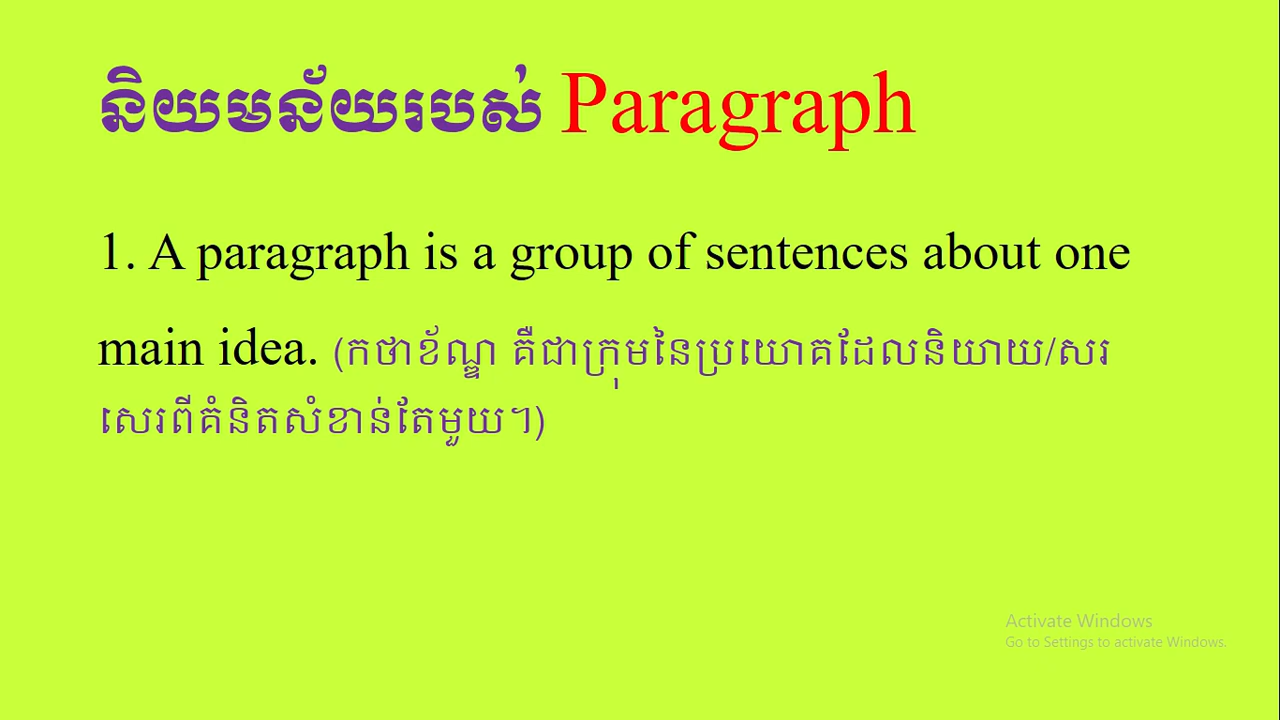 និយមន័យរបស់ Paragraph
1. A paragraph is a group of sentences about one
main idea. (កថាខ័ណ្ឌ គឺជាក្រុមនៃប្រយោគដែលនិយាយ/សរ
សេរពីគំនិតសំខាន់តែមួយ។)
Activate Windows
Go to Settings to activate Windows.